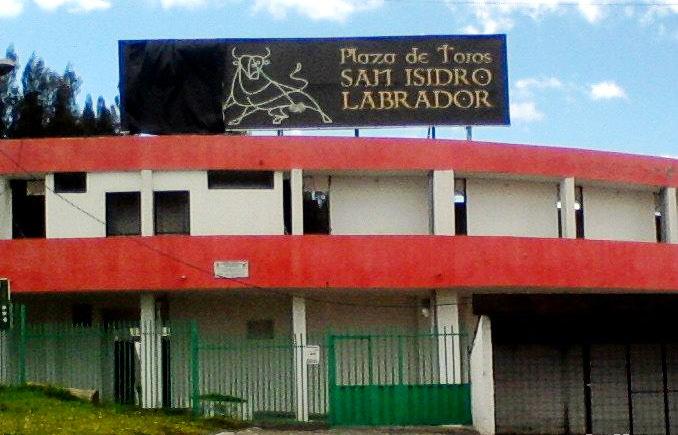 Plaza de Toros
SAN ISIDRO
LABRADOR